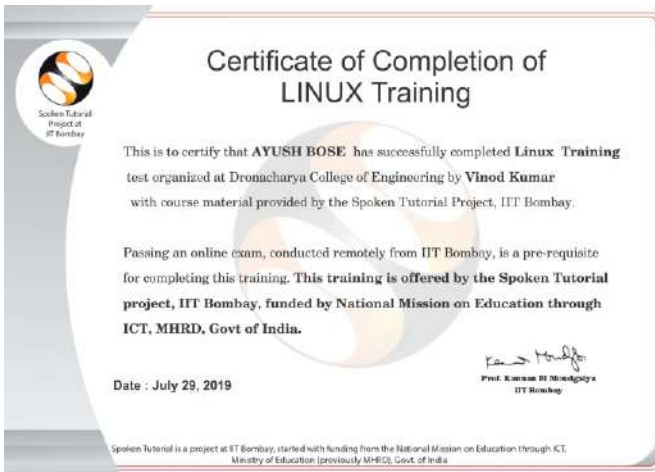 Spoken Tutorial
Project at
IIT Bombay
Certificate of Completion of
LINUX Training
This is to certify that AYUSH BOSE has successfully completed Linux Training
test organized at Dronacharya College of Engineering by Vinod Kumar
with course material provided by the Spoken Tutorial Project, IIT Bombay.
Passing an online exam, conducted remotely from IIT Bombay, is a pre-requisite
for completing this training. This training is offered by the Spoken Tutorial
project, IIT Bombay, funded by National Mission on Education through
ICT, MHRD, Govt of India.
Prof. Kannan M Moudgalya
IIT Bombay
Date : July 29, 2019
Spoken Tutorial is a project at IIT Bombay, started with funding from the National Mission on Education through ICT,
Ministry of Education (previously MHRD), Govt. of India